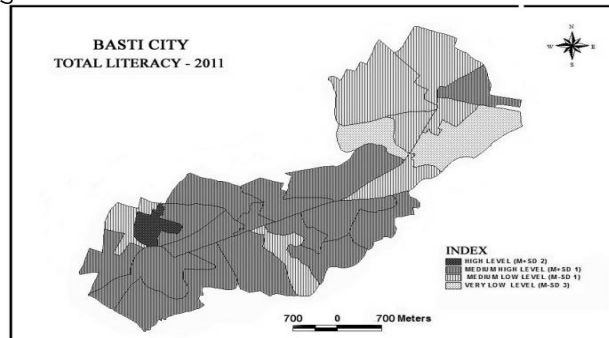 BASTI CITY
TOTAL LITERACY - 2011
N
W
E
S
INDEX
HIGH LEVEL (M+SD 2)
MEDIUM HIGH LEVEL (M+SD 1)
MEDIUM LOW LEVEL (M-SD 1)
VERY LOW LEVEL (M-SD 3)
700 0 700 Meters